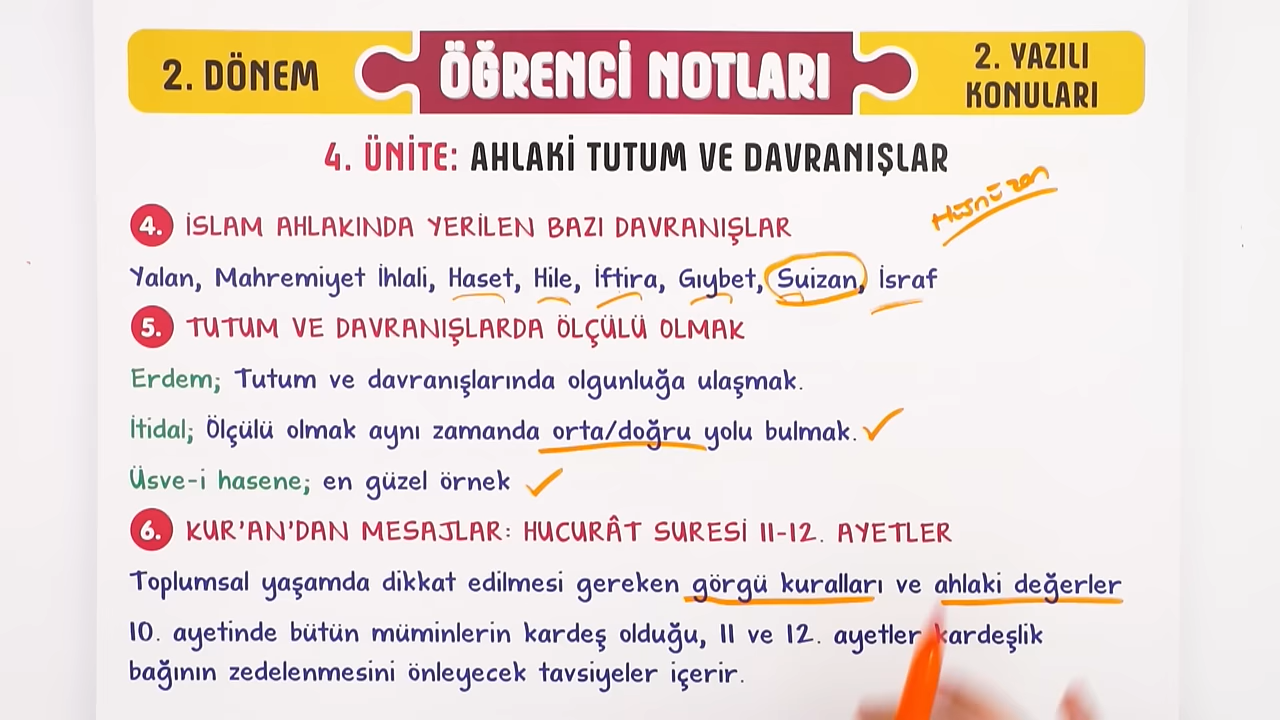 2. DÖNEM
ÖĞRENCİ NOTLARI
2. YAZILI
KONULARI
4. ÜNİTE: AHLAKİ TUTUM VE DAVRANIŞLAR
Hüsnüzan
4. İSLAM AHLAKINDA YERİLEN BAZI DAVRANIŞLAR
Yalan, Mahremiyet İhlali, Haset, Hile, İftira, Gıybet, Suizan, İsraf
5. TUTUM VE DAVRANIŞLARDA ÖLÇÜLÜ OLMAK
Erdem; Tutum ve davranışlarında olgunluğa ulaşmak.
İtidal; Ölçülü olmak aynı zamanda orta/doğru yolu bulmak.
Üsve-i hasene; en güzel örnek
6. KUR'AN'DAN MESAJLAR: HUCURÂT SURESİ 11-12. AYETLER
Toplumsal yaşamda dikkat edilmesi gereken görgü kuralları ve ahlaki değerler
10. ayetinde bütün müminlerin kardeş olduğu, 11 ve 12. ayetler kardeşlik
bağının zedelenmesini önleyecek tavsiyeler içerir.